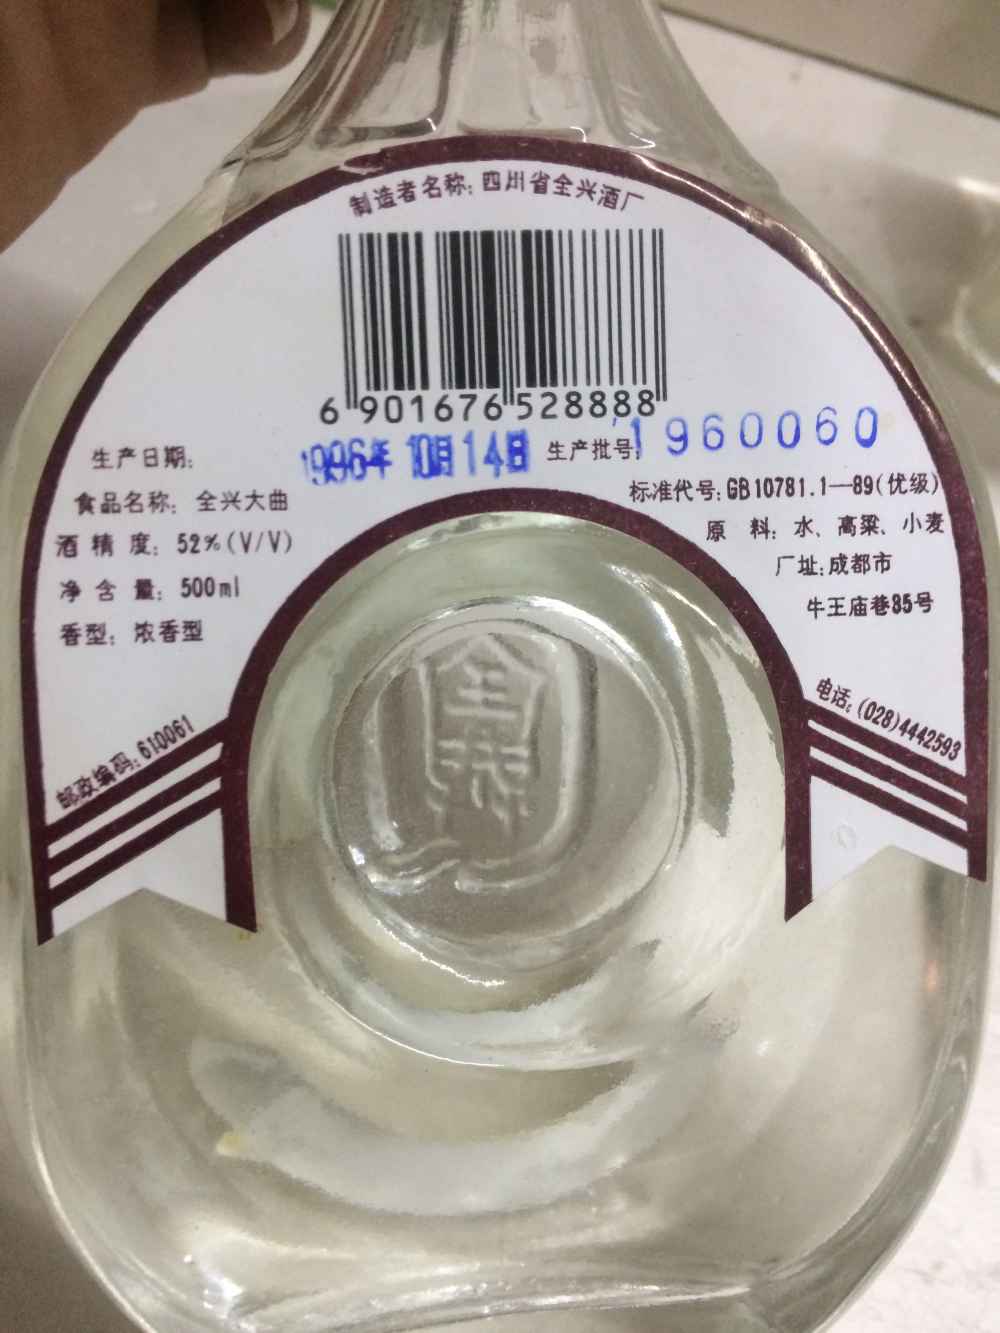 制造者名称:四川省全兴酒厂
6 901676 528888
生产日期: 1996年 10月 14日 生产批号: 1960060
食品名称: 全兴大曲
标准代号:GB10781.1—89(优级)
酒精度: 52%(V/V)
原料: 水、高粱、小麦
净含量: 500ml
厂址:成都市
牛王庙巷85号
香型: 浓香型
邮政编码:610061
电话:(028)4442593
全兴